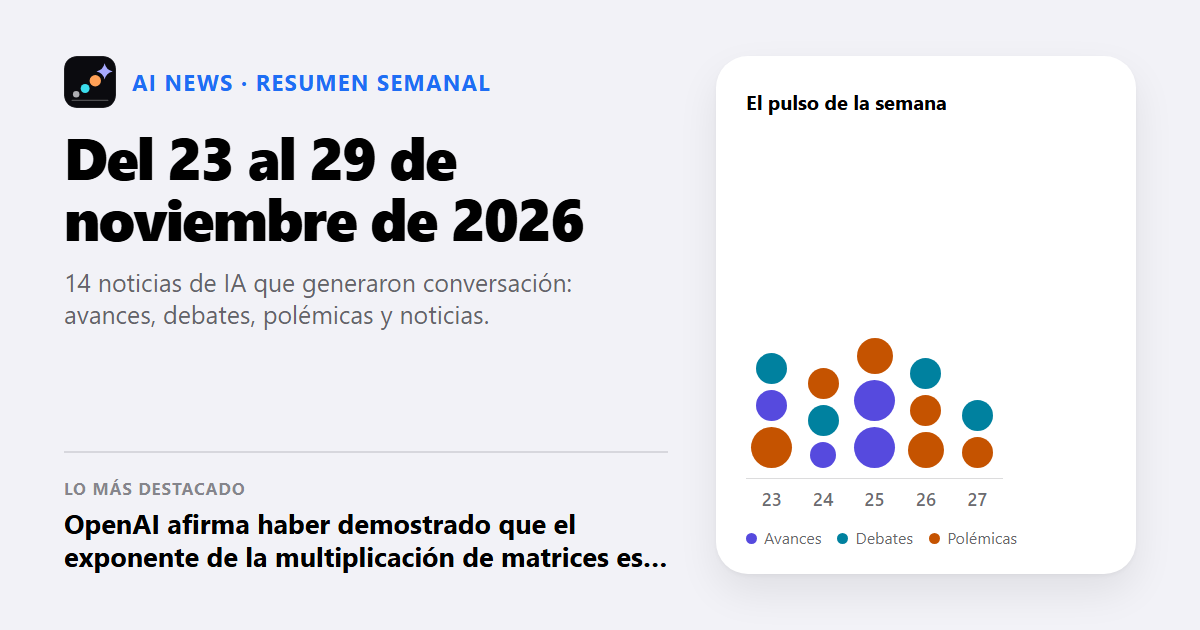 AI NEWS · RESUMEN SEMANAL
Del 23 al 29 de
noviembre de 2026
14 noticias de IA que generaron conversación:
avances, debates, polémicas y noticias.
LO MÁS DESTACADO
OpenAI afirma haber demostrado que el
exponente de la multiplicación de matrices es…
El pulso de la semana
23 24 25 26 27
Avances Debates Polémicas